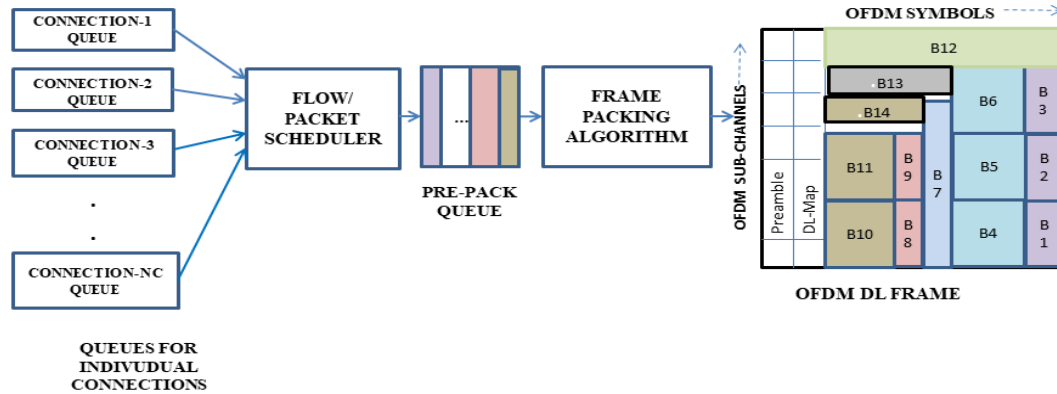 CONNECTION-1
QUEUE
CONNECTION-2
QUEUE
CONNECTION-3
QUEUE
.
.
CONNECTION-NC
QUEUE
QUEUES FOR
INDIVUDUAL
CONNECTIONS
FLOW/
PACKET
SCHEDULER
...
PRE-PACK
QUEUE
FRAME
PACKING
ALGORITHM
OFDM SYMBOLS
OFDM SUB-CHANNELS
Preamble
DL-Map
B12
B13
B14
B6
B3
B11
B9
B7
B5
B2
B10
B8
B4
B1
OFDM DL FRAME